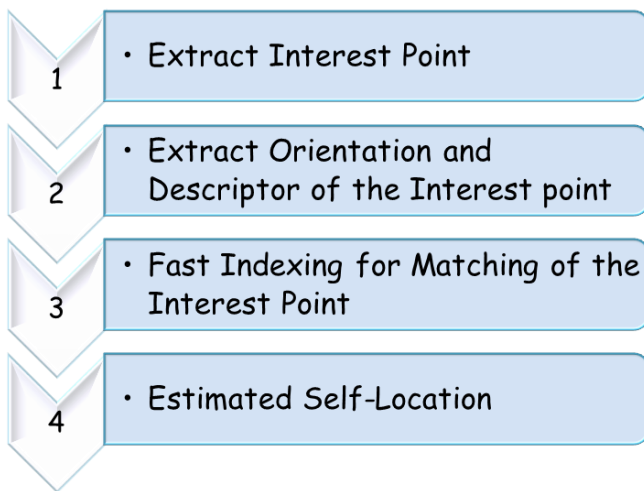 1
• Extract Interest Point
2
• Extract Orientation and
Descriptor of the Interest point
3
• Fast Indexing for Matching of the
Interest Point
4
• Estimated Self-Location